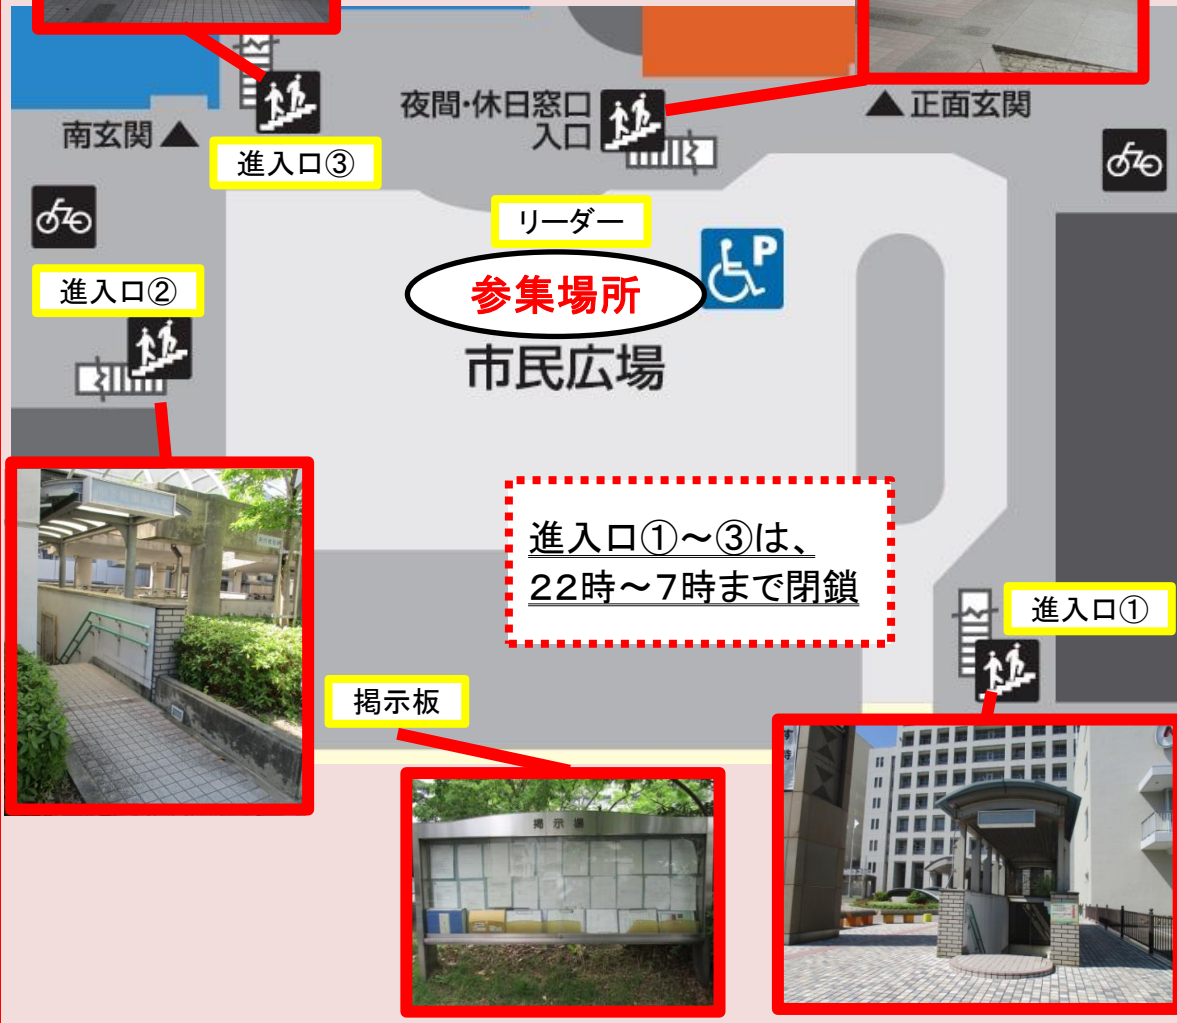 夜間・休日窓口
入口
▲正面玄関
南玄関▲
進入口③
リーダー
P
進入口②
参集場所
市民広場
進入口①～③は、
22時～7時まで閉鎖
進入口①
掲示板
掲示場